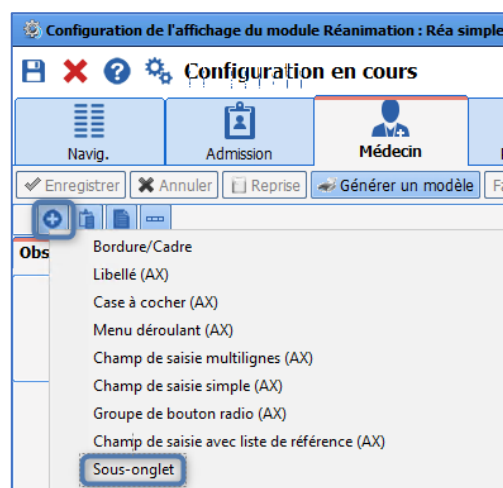 Configuration de l'affichage du module Réanimation : Réa simple
Configuration en cours
Navig.
Admission
Médecin
Enregistrer
Annuler
Reprise
Générer un modèle
Obs
Bordure/Cadre
Libellé (AX)
Case à cocher (AX)
Menu déroulant (AX)
Champ de saisie multilignes (AX)
Champ de saisie simple (AX)
Groupe de bouton radio (AX)
Champ de saisie avec liste de référence (AX)
Sous-onglet